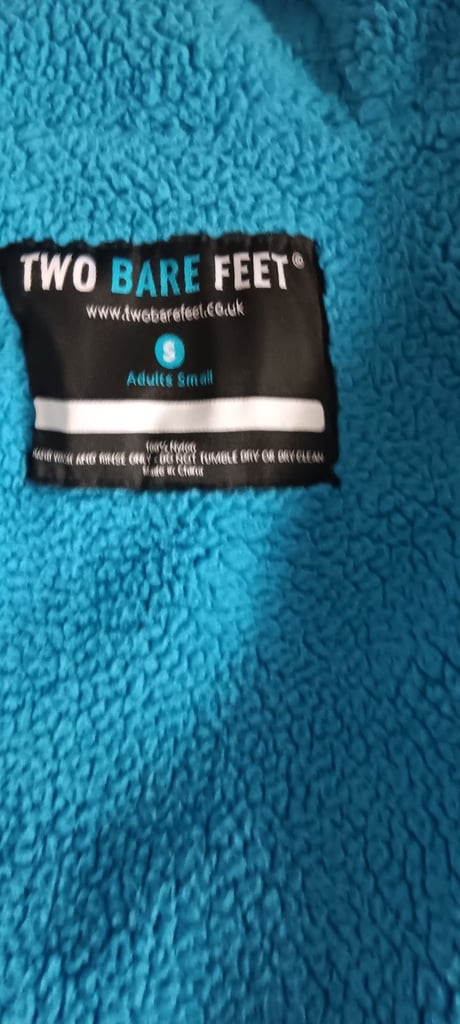 TWO BARE FEET®
www.twobarefeet.co.uk
S
Adults Small
100% Nylon
HAND WASH AND RINSE ONLY - DO NOT TUMBLE DRY OR DRY CLEAN
Made in China